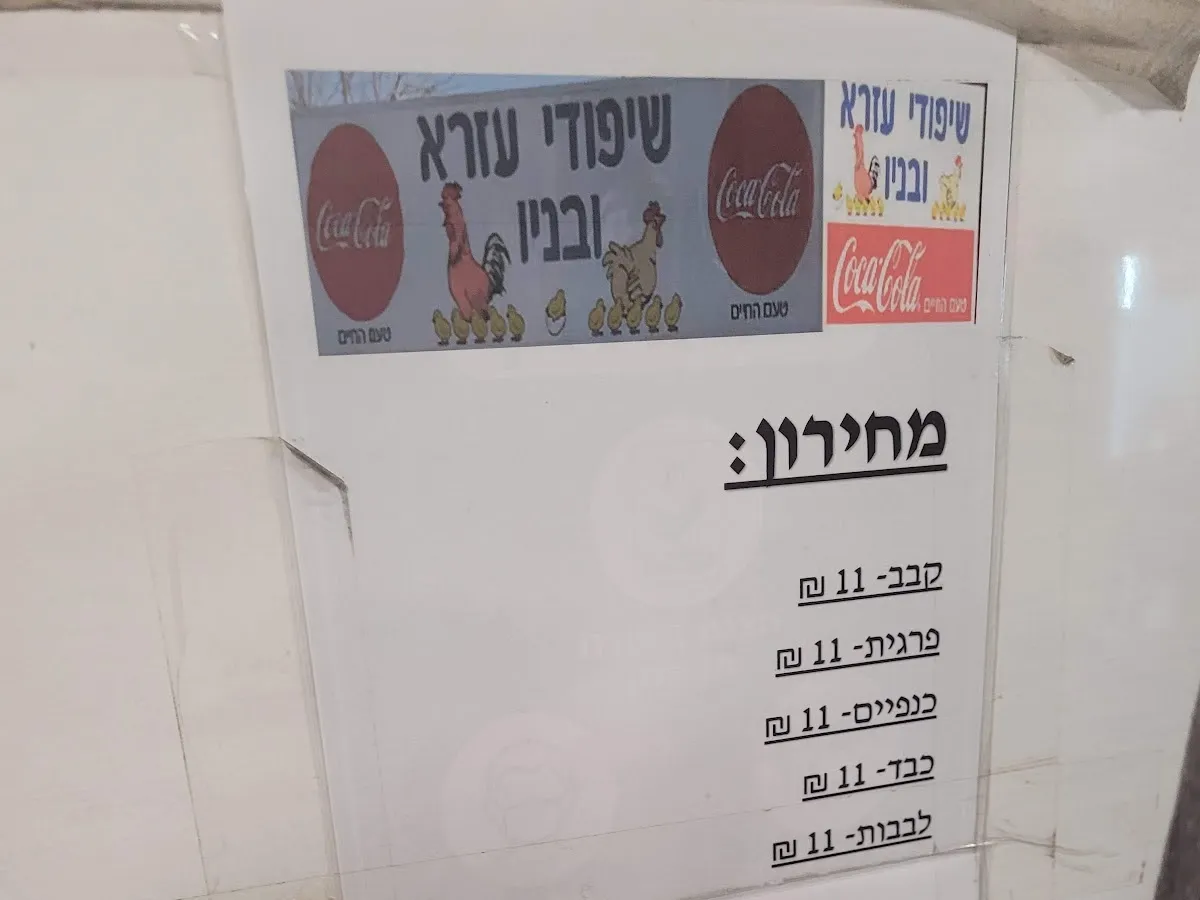 שיפודי עזרא
ובניו
Coca-Cola
טעם החיים
Coca-Cola
טעם החיים
שיפודי עזרא
ובניו
Coca-Cola
טעם החיים
מחירון:
קבב- 11 ₪
פרגית- 11 ₪
כנפיים- 11 ₪
כבד- 11 ₪
לבבות- 11 ₪